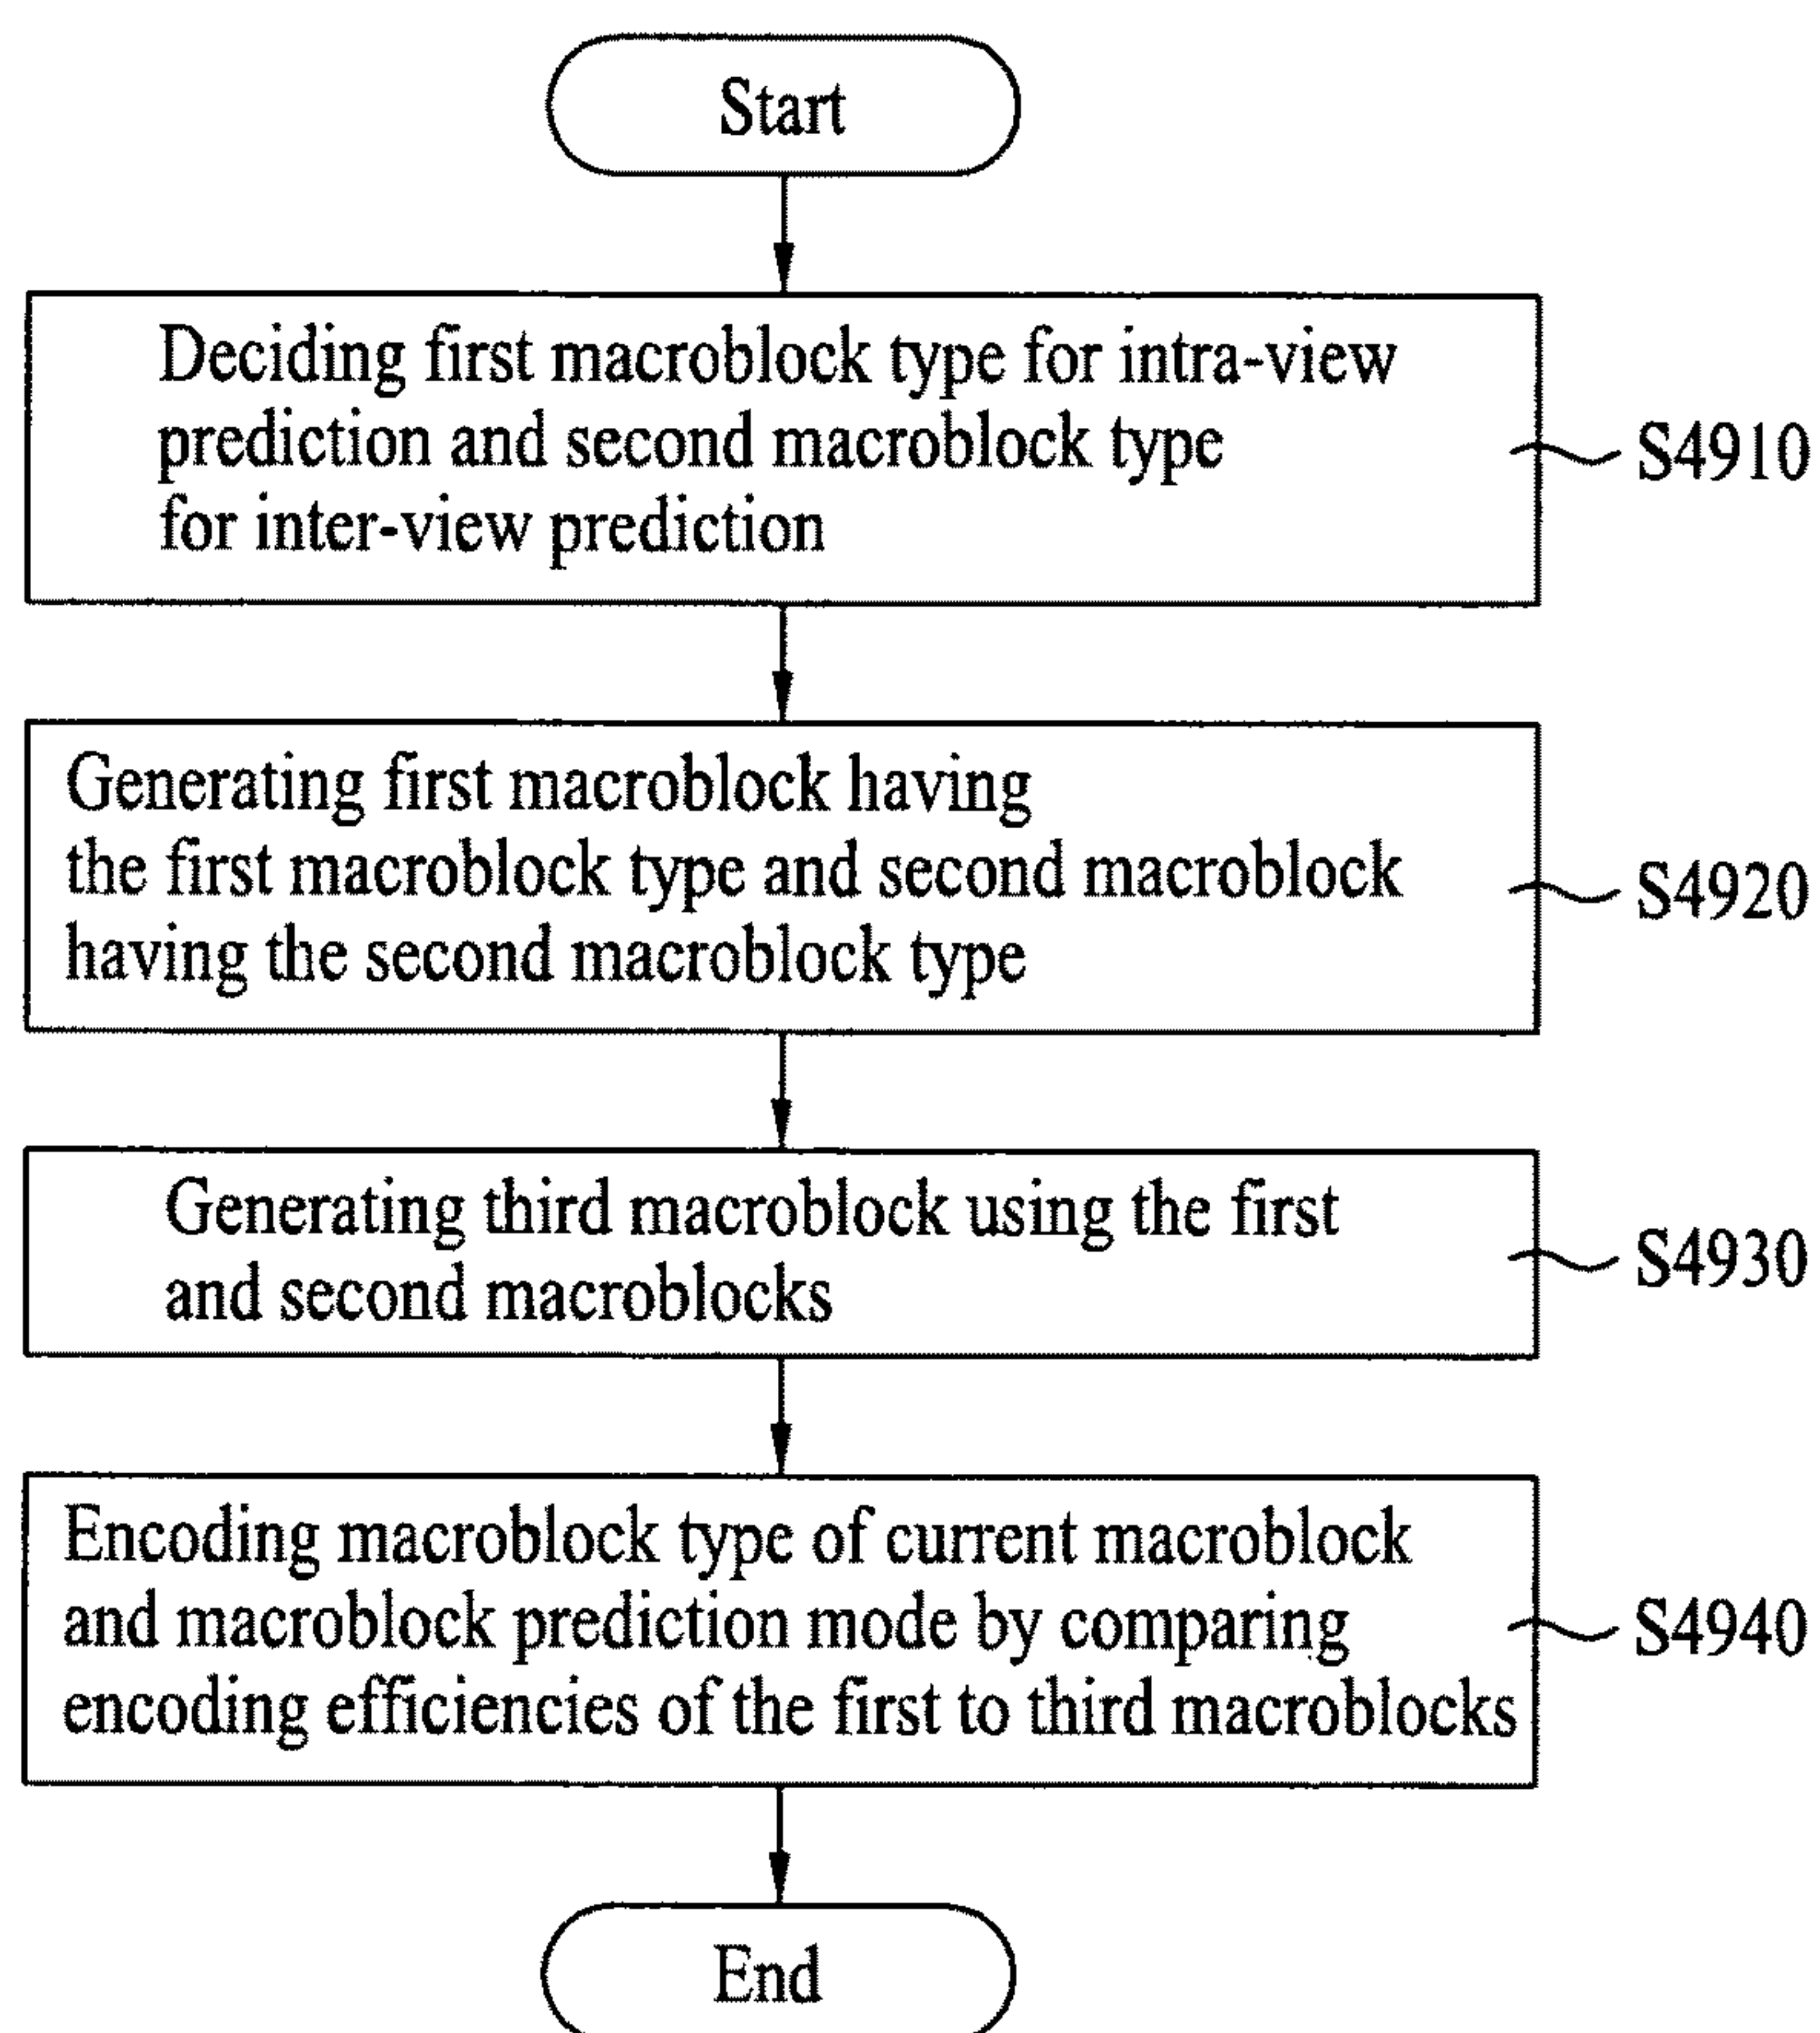 Start
Deciding first macroblock type for intra-view
prediction and second macroblock type
for inter-view prediction
S4910
Generating first macroblock having
the first macroblock type and second macroblock
having the second macroblock type
S4920
Generating third macroblock using the first
and second macroblocks
S4930
Encoding macroblock type of current macroblock
and macroblock prediction mode by comparing
encoding efficiencies of the first to third macroblocks
S4940
End